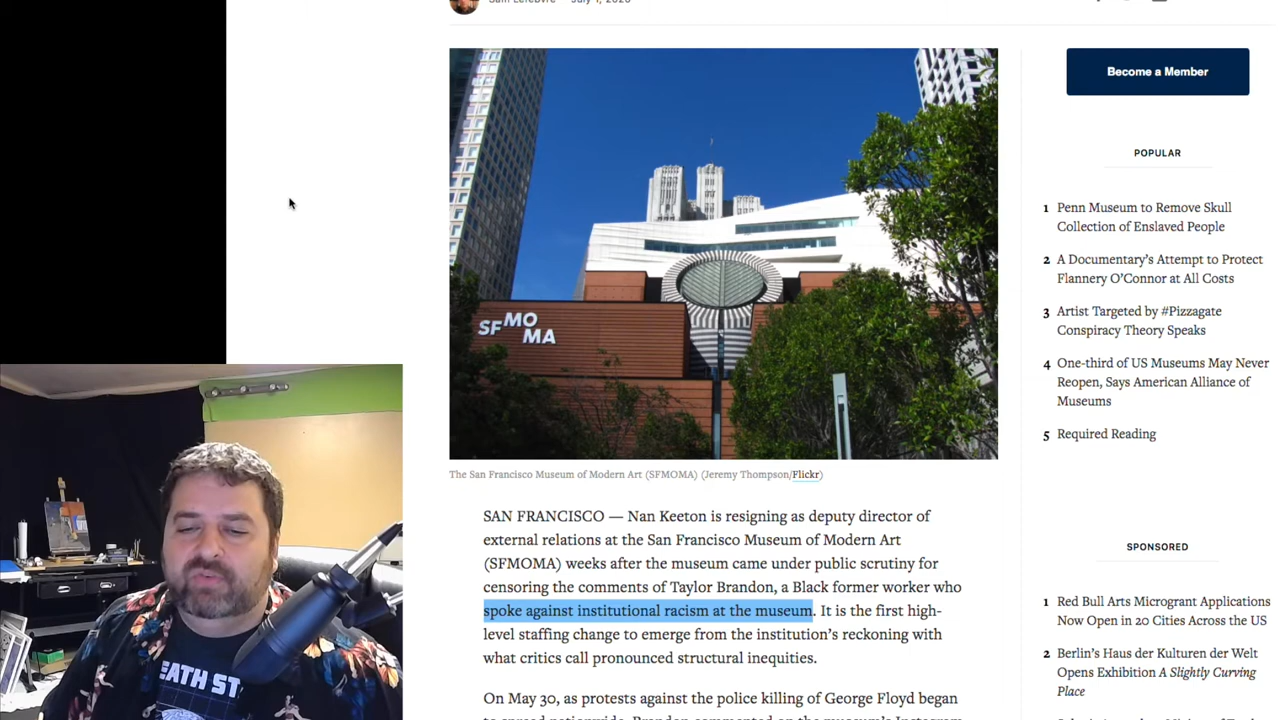 Sam Lefebvre — July 1, 2020
Become a Member
SFMOMA
POPULAR
1 Penn Museum to Remove Skull
Collection of Enslaved People
2 A Documentary's Attempt to Protect
Flannery O'Connor at All Costs
3 Artist Targeted by #Pizzagate
Conspiracy Theory Speaks
4 One-third of US Museums May Never
Reopen, Says American Alliance of
Museums
5 Required Reading
The San Francisco Museum of Modern Art (SFMOMA) (Jeremy Thompson/Flickr)
SAN FRANCISCO — Nan Keeton is resigning as deputy director of
external relations at the San Francisco Museum of Modern Art
(SFMOMA) weeks after the museum came under public scrutiny for
censoring the comments of Taylor Brandon, a Black former worker who
spoke against institutional racism at the museum. It is the first high-
level staffing change to emerge from the institution's reckoning with
what critics call pronounced structural inequities.
On May 30, as protests against the police killing of George Floyd began
SPONSORED
1 Red Bull Arts Microgrant Applications
Now Open in 20 Cities Across the US
2 Berlin's Haus der Kulturen der Welt
Opens Exhibition A Slightly Curving
Place
EATH ST